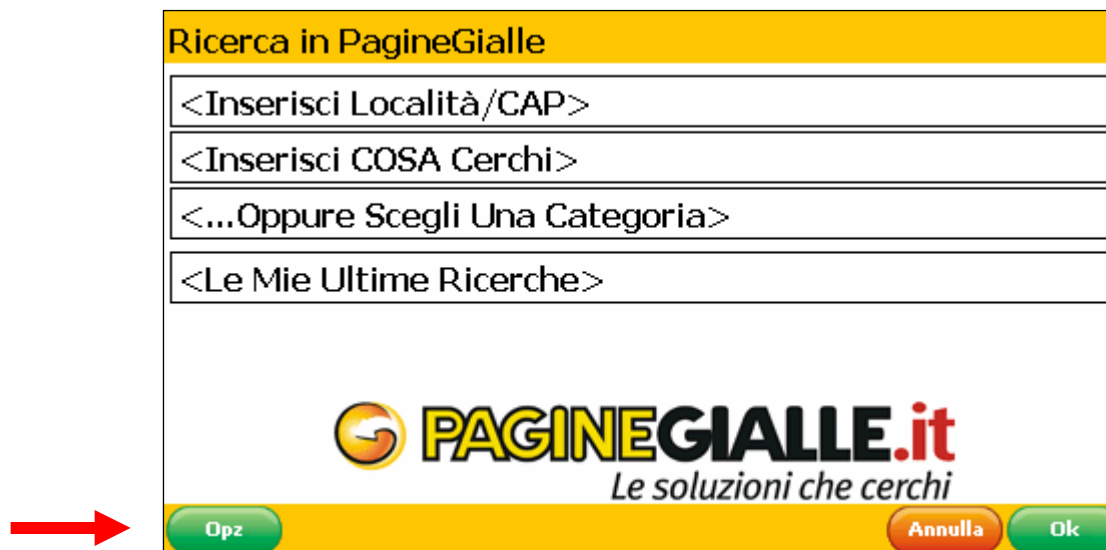 Ricerca in PagineGialle
<Inserisci Località/CAP>
<Inserisci COSA Cerchi>
<...Oppure Scegli Una Categoria>
<Le Mie Ultime Ricerche>
PAGINEGIALLE.it
Le soluzioni che cerchi
Opz Annulla Ok